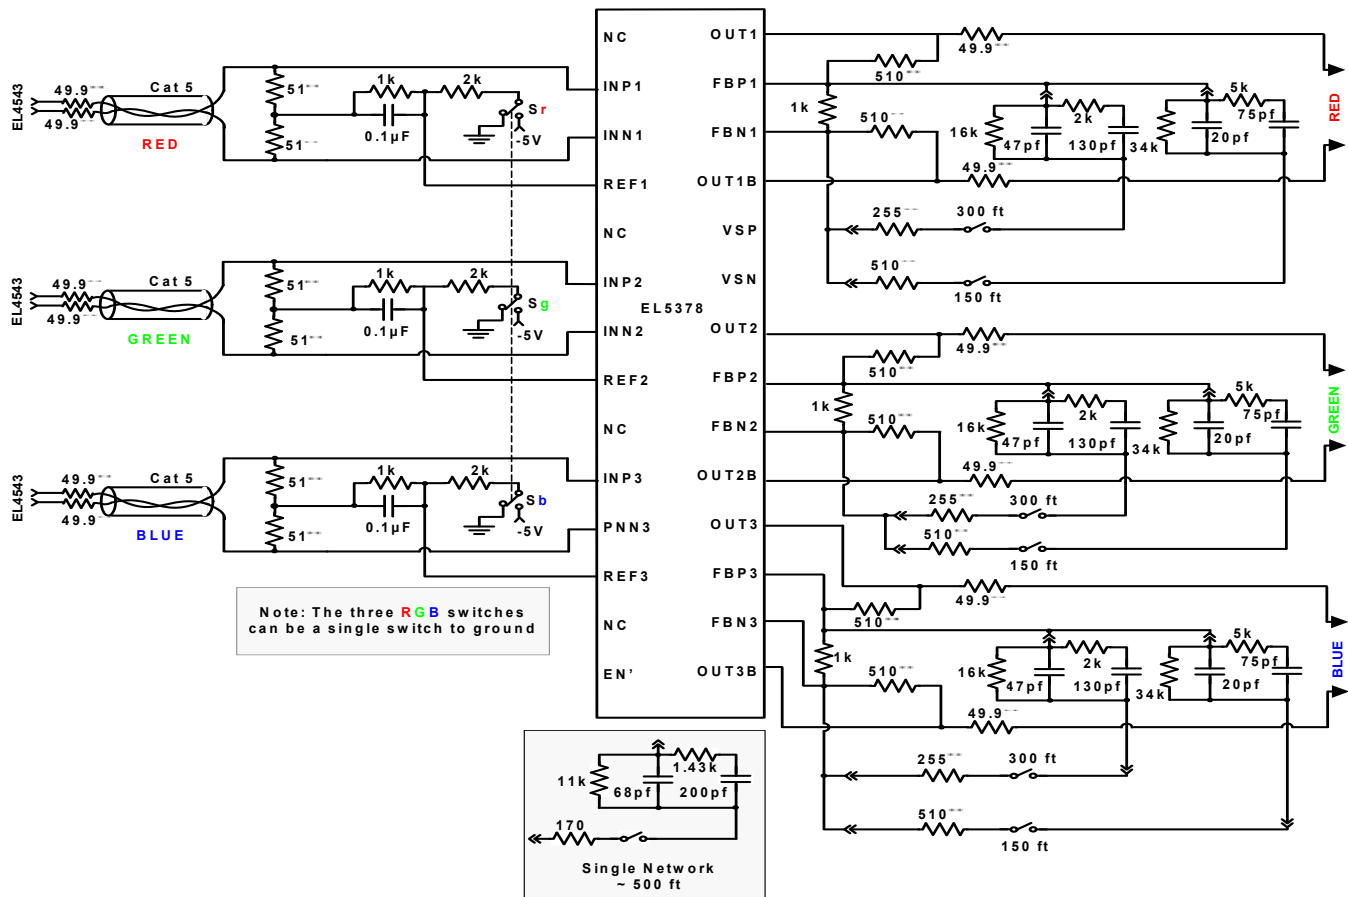 EL4543
49.9
49.9
Cat 5
RED
51
51
1k
2k
0.1µF
Sr
-5V
EL4543
49.9
49.9
Cat 5
GREEN
51
51
1k
2k
0.1µF
Sg
-5V
EL4543
49.9
49.9
Cat 5
BLUE
51
51
1k
2k
0.1µF
Sb
-5V
Note: The three RGB switches
can be a single switch to ground
NC
INP1
INN1
REF1
NC
INP2
INN2
REF2
NC
INP3
PNN3
REF3
NC
EN'
EL5378
OUT1
FBP1
FBN1
OUT1B
VSP
VSN
OUT2
FBP2
FBN2
OUT2B
OUT3
FBP3
FBN3
OUT3B
49.9
510
1k
510
16k
47pf
2k
130pf
34k
5k
75pf
20pf
49.9
255
300 ft
510
150 ft
RED
49.9
510
1k
510
16k
47pf
2k
130pf
34k
5k
75pf
20pf
49.9
255
300 ft
510
150 ft
GREEN
49.9
510
1k
510
16k
47pf
2k
130pf
34k
5k
75pf
20pf
49.9
255
300 ft
510
150 ft
BLUE
11k
68pf
1.43k
200pf
170
Single Network
~ 500 ft